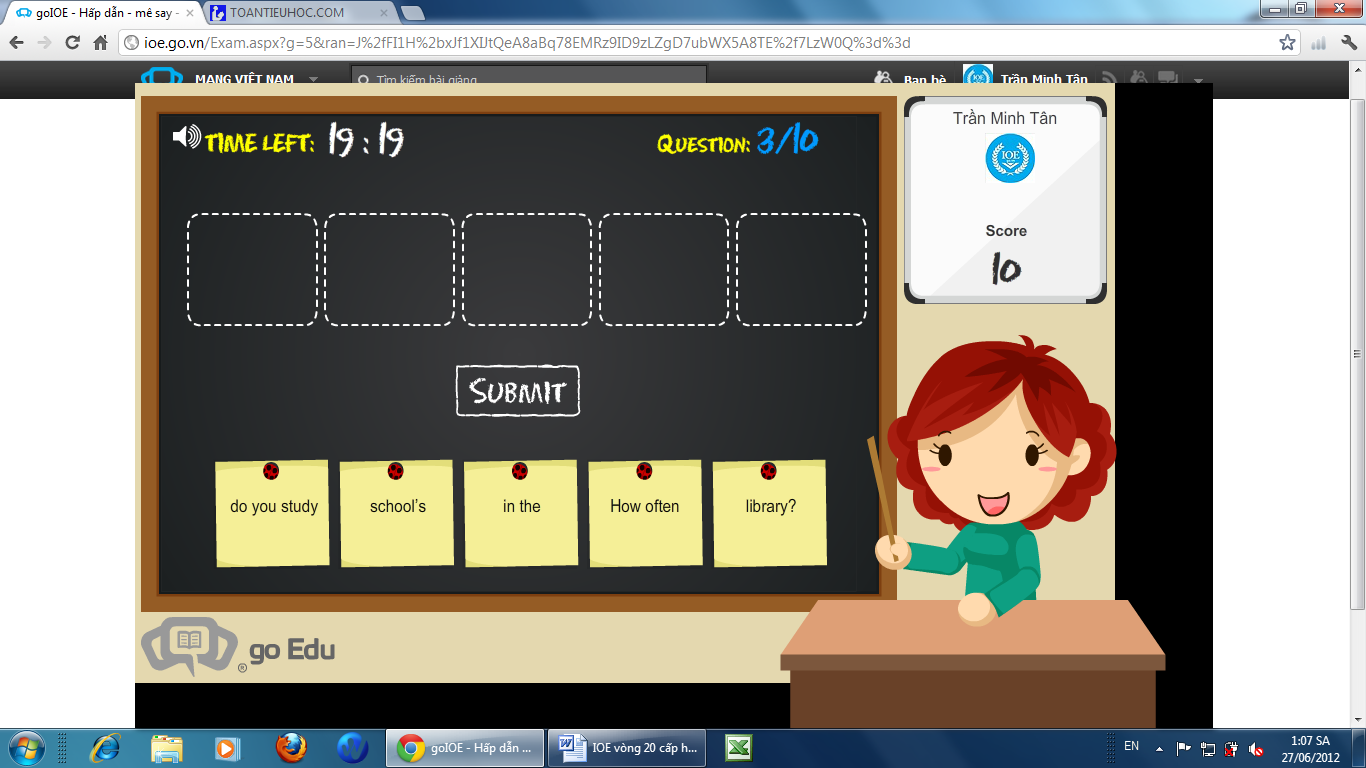 goIOE - Hấp dẫn - mê say -
TOANTIEUHOC.COM
ioe.go.vn/Exam.aspx?g=5&ran=J%2fFI1H%2bxJf1XIJtQeA8aBq78EMRz9ID9zLZgD7ubWX5A8TE%2f7LzW0Q%3d%3d
MẠNG VIỆT NAM
Tìm kiếm bài giảng
Bạn bè
Trần Minh Tân
TIME LEFT: 19 : 19
QUESTION: 3/10
Trần Minh Tân
IOE
Score
10
SUBMIT
do you study
school's
in the
How often
library?
go Edu
goIOE - Hấp dẫn ...
IOE vòng 20 cấp h...
EN
1:07 SA
27/06/2012